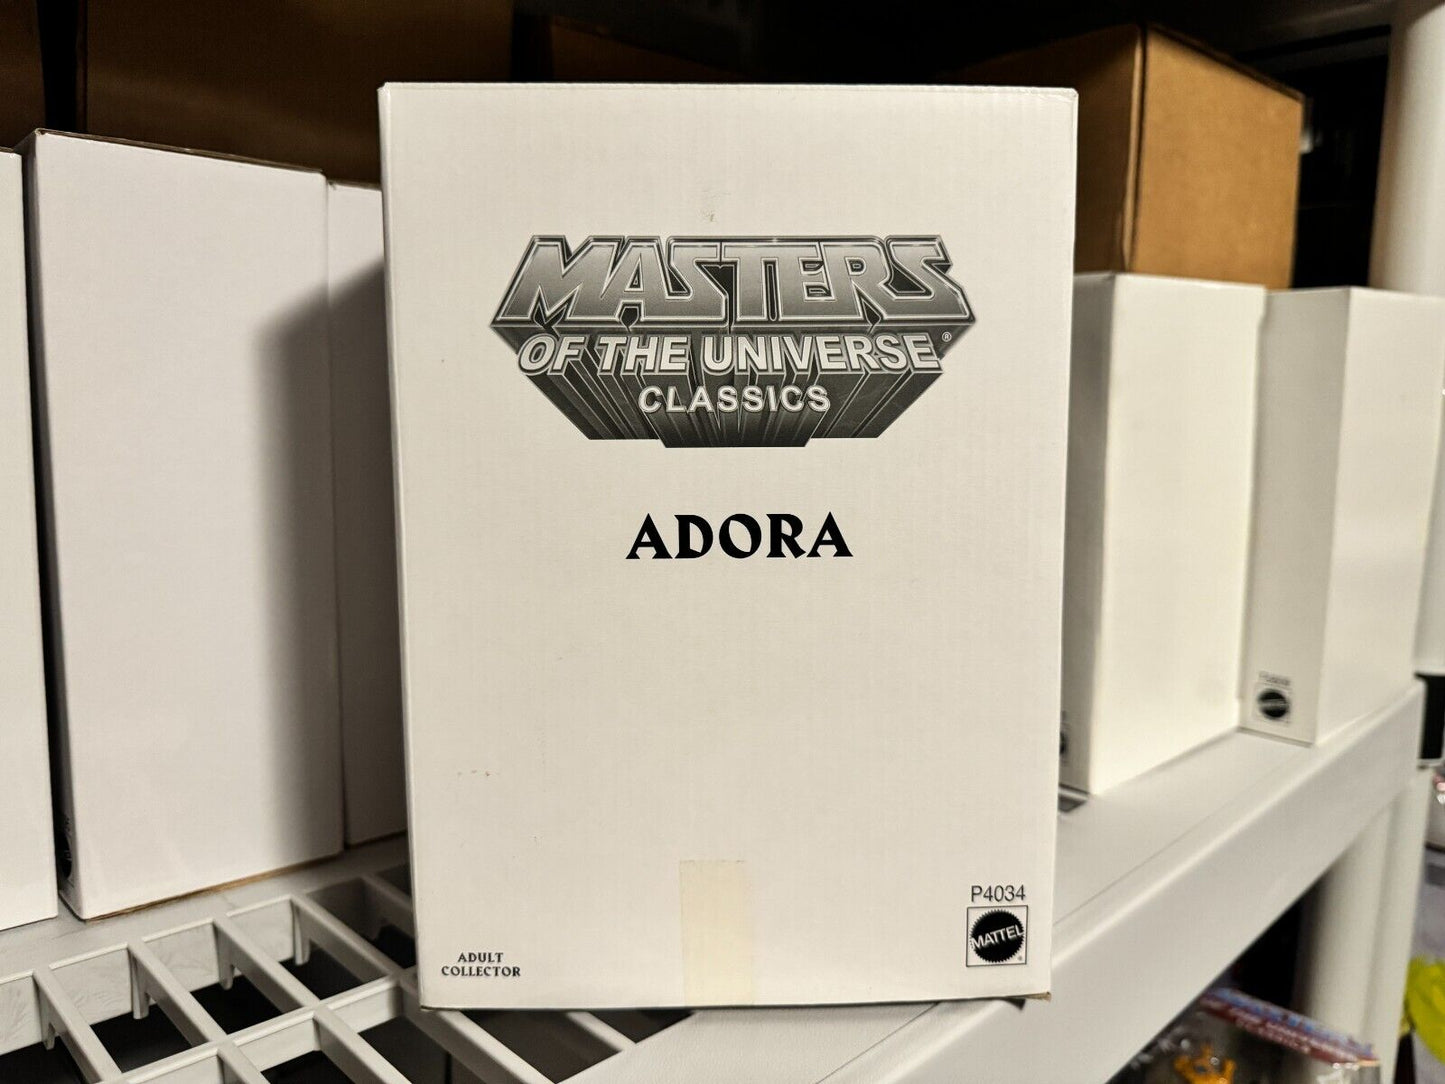 MASTERS
OF THE UNIVERSE®
CLASSICS
ADORA
P4034
MATTEL
®
ADULT
COLLECTOR